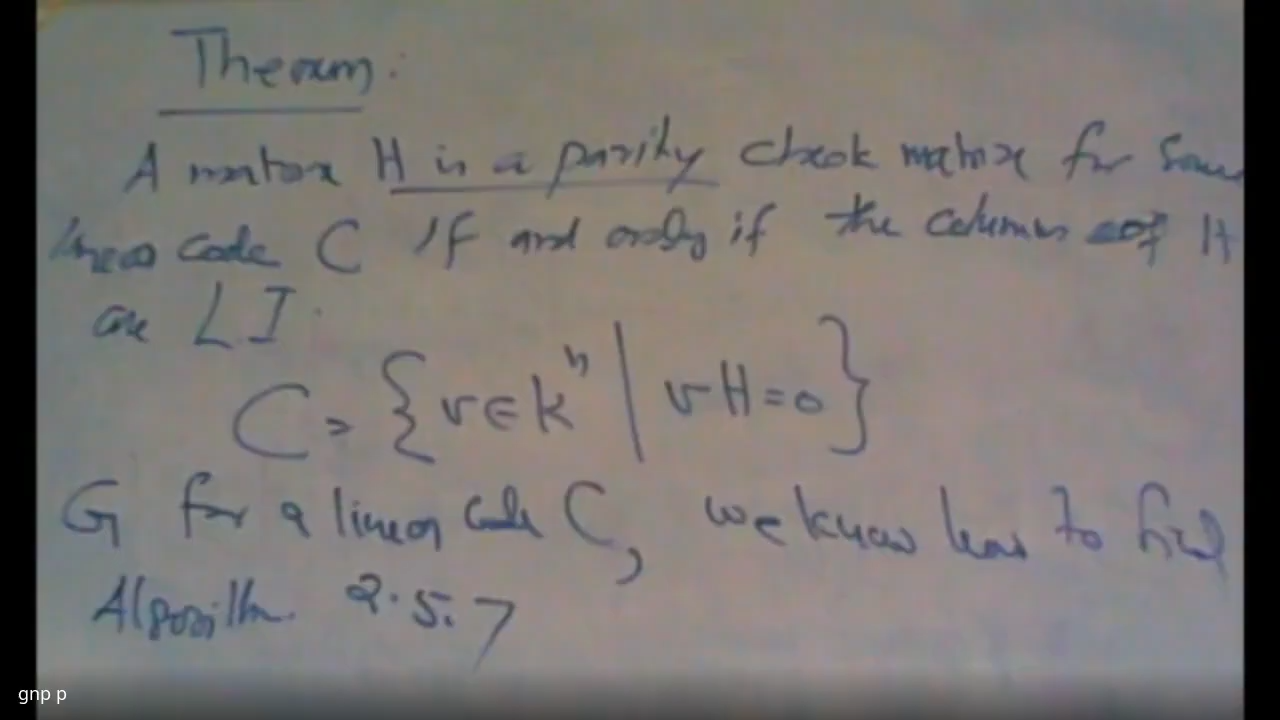 Theorem.
A matrix H is a parity check matrix for some
linear code C If and only if the columns of H
are LI.
C = {v ∈ K^n | vH = 0}
G for a linear code C, we know how to find
Algorithm 2.5.7
gnp p